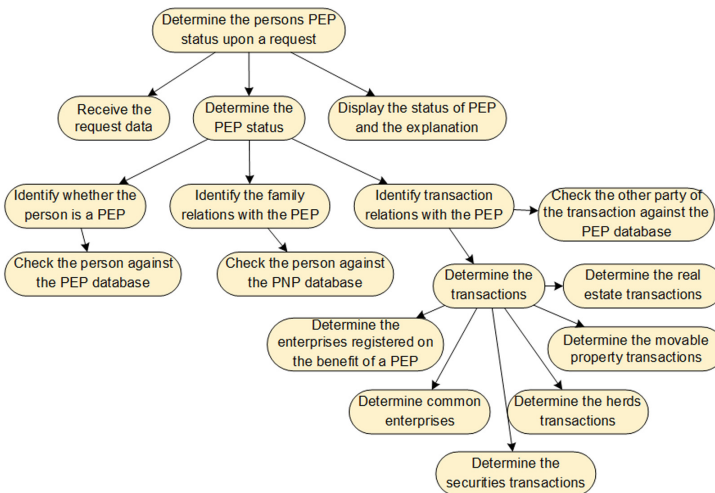 Determine the persons PEP
status upon a request
Receive the
request data
Determine the
PEP status
Display the status of PEP
and the explanation
Identify whether the
person is a PEP
Identify the family
relations with the PEP
Identify transaction
relations with the PEP
Check the other party
of the transaction against the
PEP database
Check the person against
the PEP database
Check the person against
the PNP database
Determine the
transactions
Determine the real
estate transactions
Determine the
enterprises registered on
the benefit of a PEP
Determine the movable
property transactions
Determine common
enterprises
Determine the herds
transactions
Determine the
securities transactions